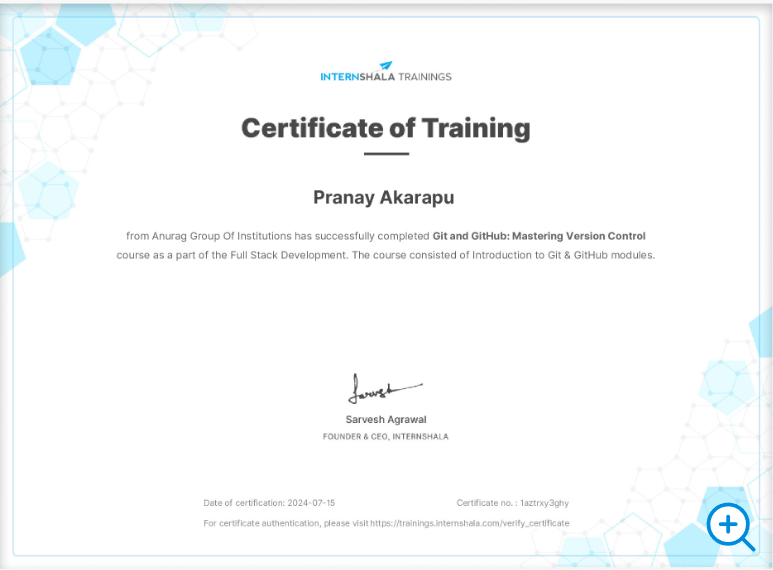 INTERNSHALA TRAININGS
Certificate of Training
Pranay Akarapu
from Anurag Group Of Institutions has successfully completed Git and GitHub: Mastering Version Control
course as a part of the Full Stack Development. The course consisted of Introduction to Git & GitHub modules.
Sarvesh
Sarvesh Agrawal
FOUNDER & CEO, INTERNSHALA
Date of certification: 2024-07-15 Certificate no. : 1aztrxy3ghy
For certificate authentication, please visit https://trainings.internshala.com/verify_certificate